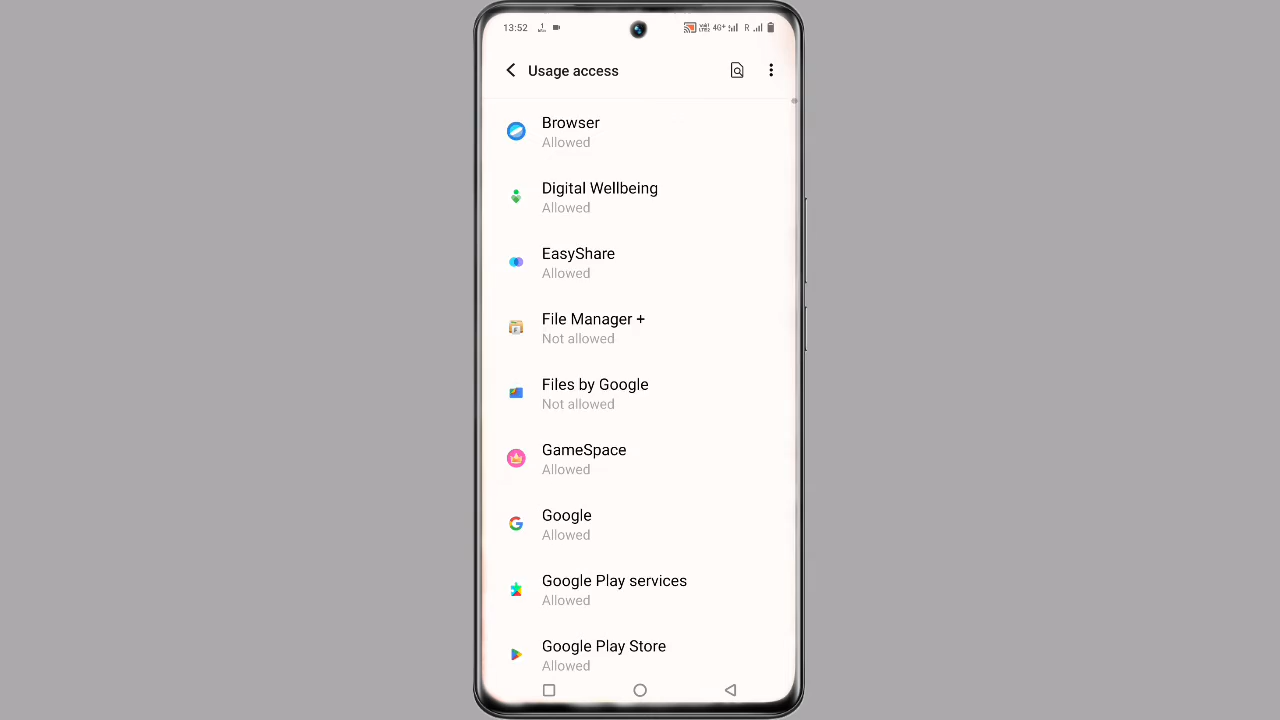 13:52 4G+ R
Usage access
Browser
Allowed
Digital Wellbeing
Allowed
EasyShare
Allowed
File Manager +
Not allowed
Files by Google
Not allowed
GameSpace
Allowed
Google
Allowed
Google Play services
Allowed
Google Play Store
Allowed